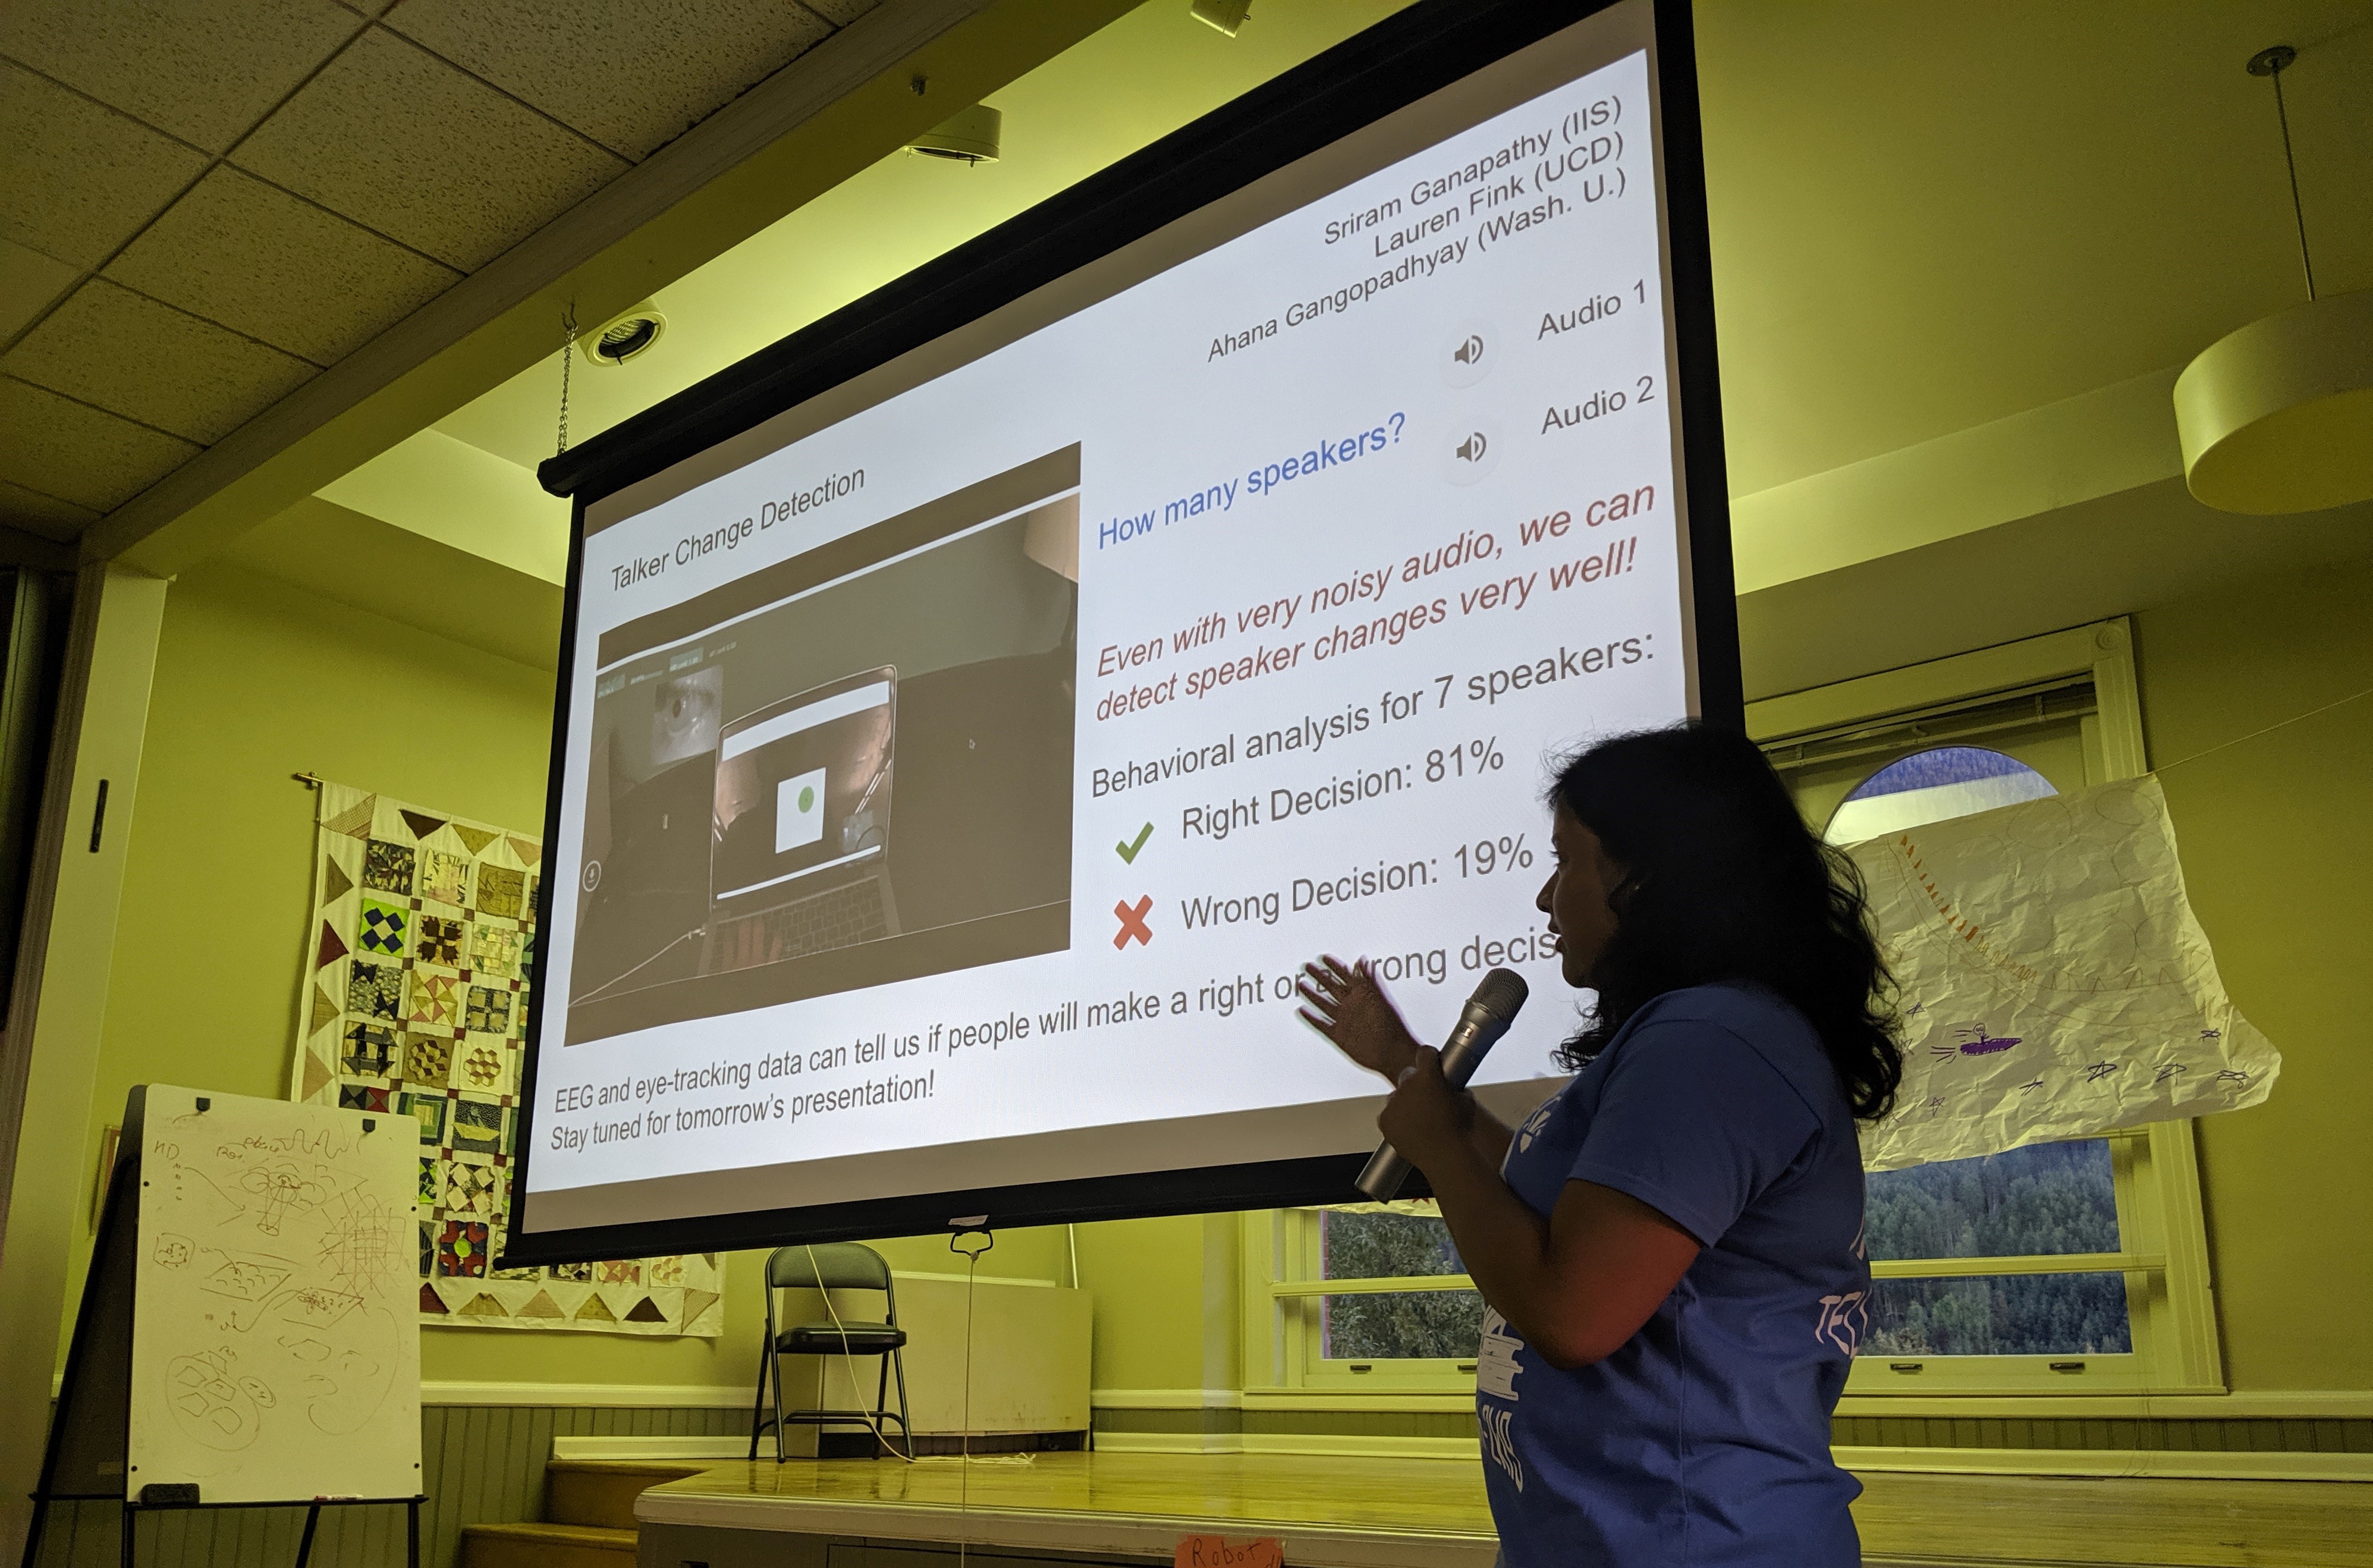 Sriram Ganapathy (IIS)
Lauren Fink (UCD)
Ahana Gangopadhyay (Wash. U.)
Talker Change Detection
Audio 1
How many speakers?
Audio 2
Even with very noisy audio, we can
detect speaker changes very well!
Behavioral analysis for 7 speakers:
Right Decision: 81%
Wrong Decision: 19%
EEG and eye-tracking data can tell us if people will make a right or a wrong decis
Stay tuned for tomorrow's presentation!
Robot